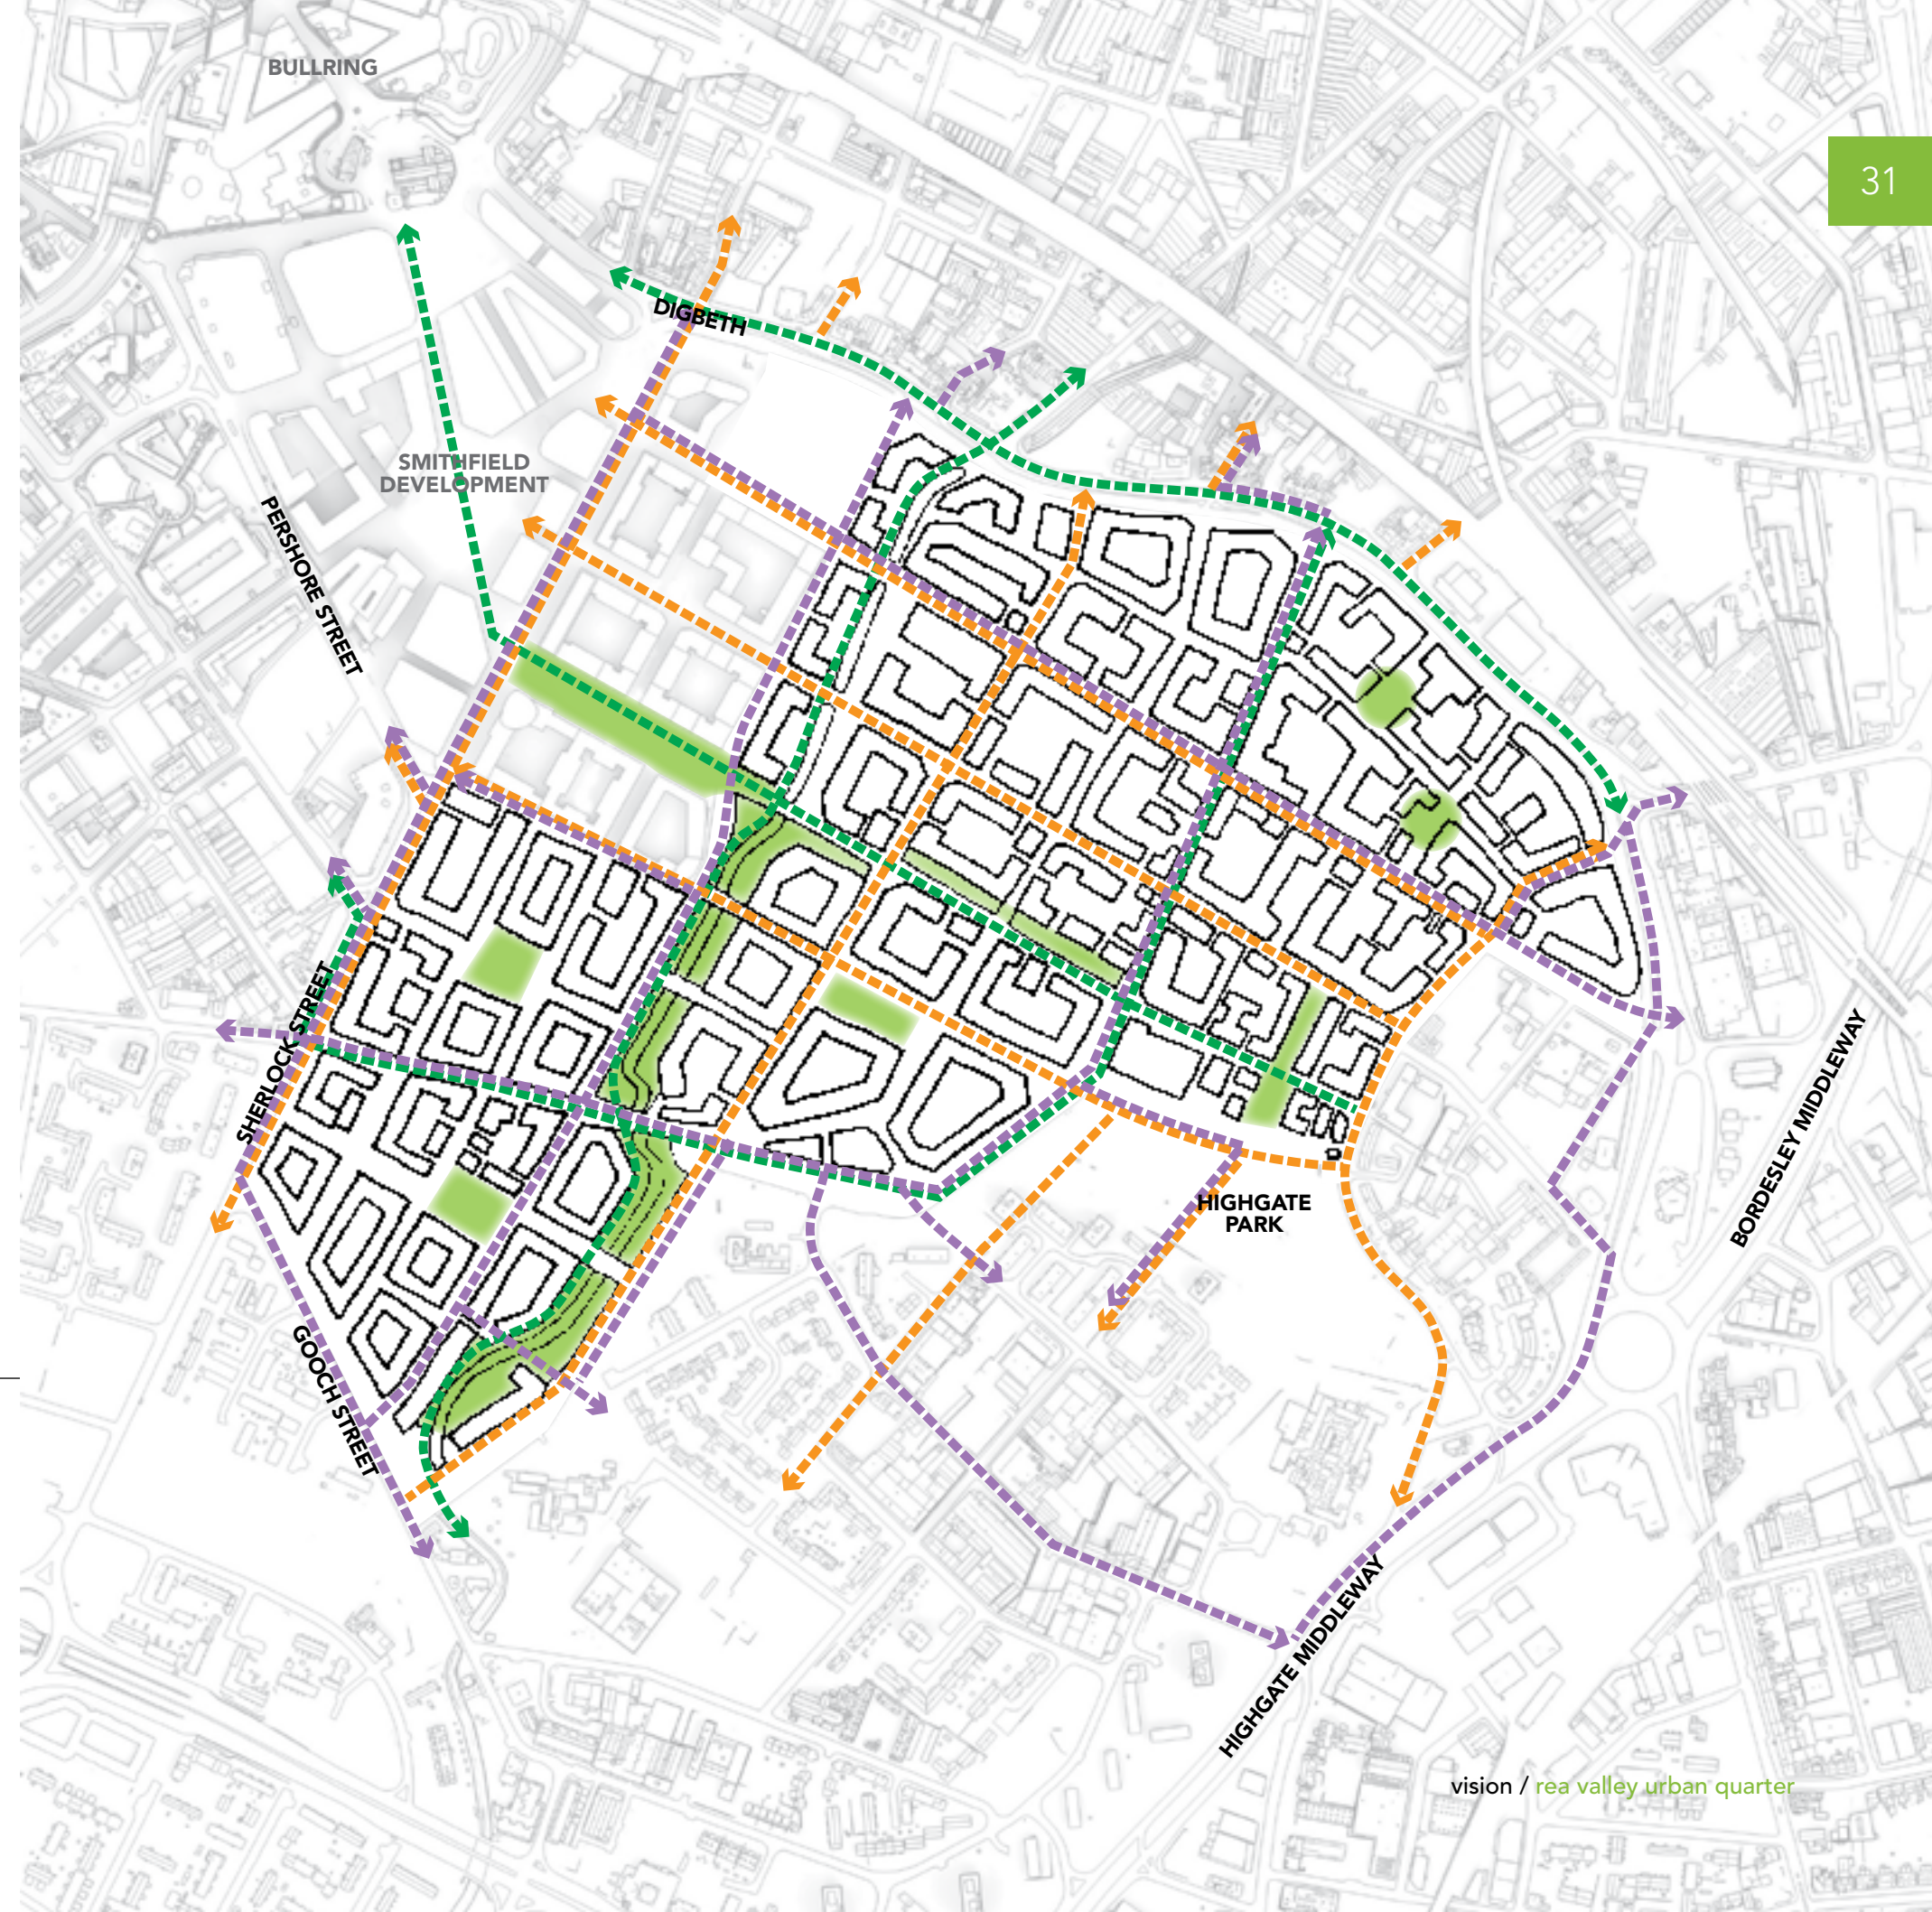 BULLRING
31
DIGBETH
SMITHFIELD
DEVELOPMENT
PERSHORE STREET
SHERLOCK STREET
BORDESLEY MIDDLEWAY
HIGHGATE
PARK
GOOCH STREET
HIGHGATE MIDDLEWAY
vision / rea valley urban quarter